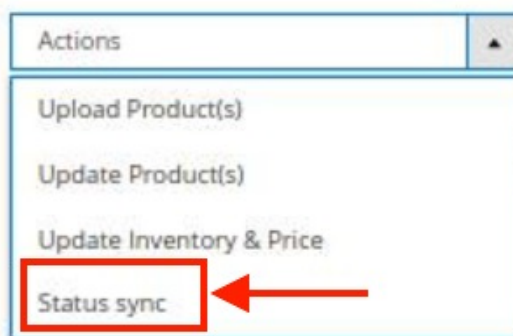 Actions
Upload Product(s)
Update Product(s)
Update Inventory & Price
Status sync